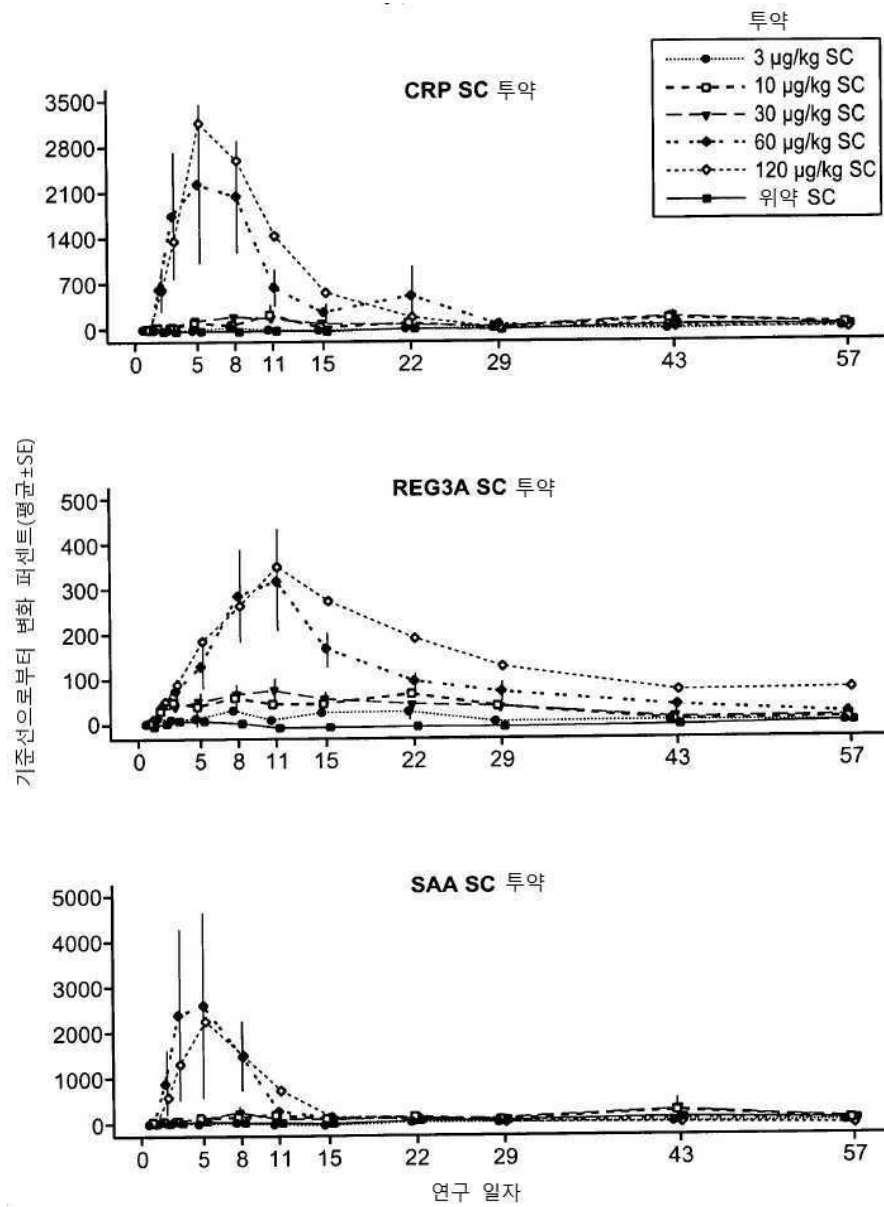 투약
3 µg/kg SC
10 µg/kg SC
30 µg/kg SC
60 µg/kg SC
120 µg/kg SC
위약 SC
CRP SC 투약
3500
2800
2100
1400
700
0
0 5 8 11 15 22 29 43 57
기준선으로부터 변화 퍼센트(평균±SE)
REG3A SC 투약
500
400
300
200
100
0
0 5 8 11 15 22 29 43 57
SAA SC 투약
5000
4000
3000
2000
1000
0
0 5 8 11 15 22 29 43 57
연구 일자